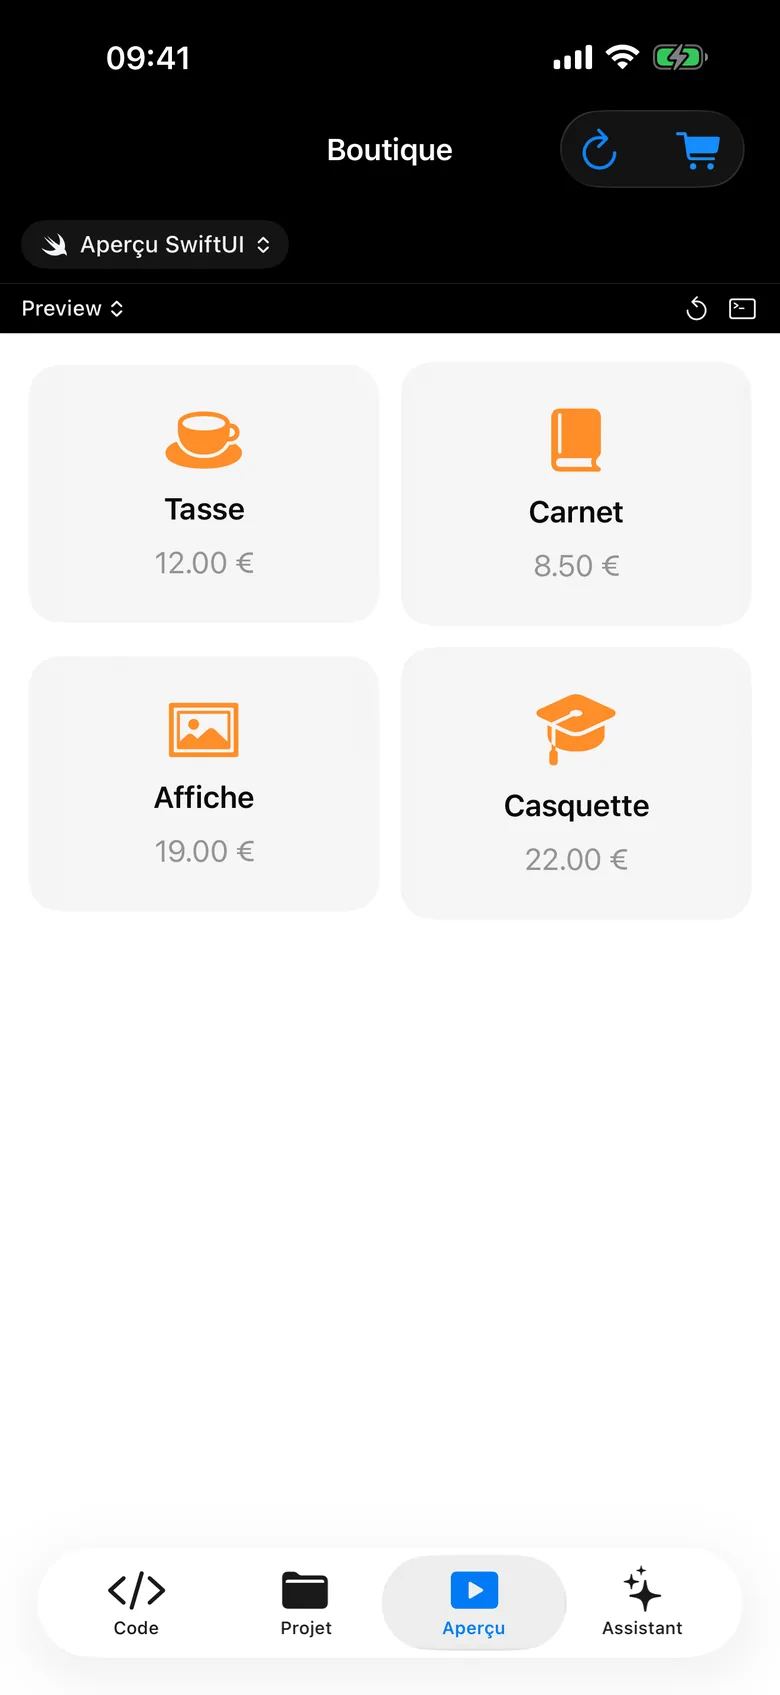 09:41
Boutique
Aperçu SwiftUI
Preview
Tasse
12.00 €
Carnet
8.50 €
Affiche
19.00 €
Casquette
22.00 €
Code
Projet
Aperçu
Assistant